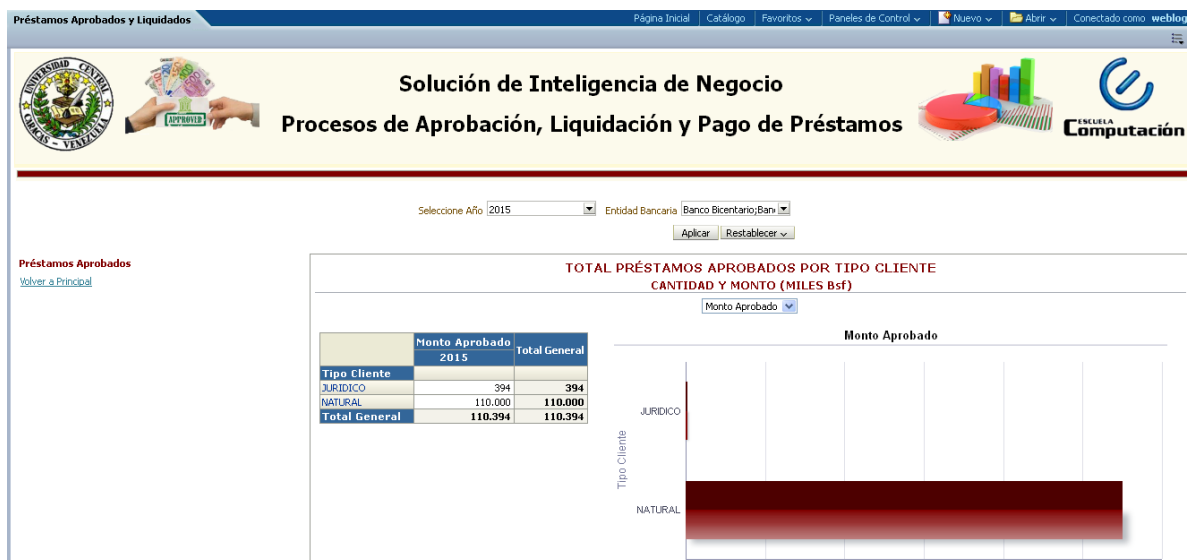 Préstamos Aprobados y Liquidados
Página Inicial Catálogo Favoritos Paneles de Control Nuevo Abrir Conectado como weblog
UNIVERSIDAD CENTRAL
CARACAS - VENEZUELA
APPROVED
Solución de Inteligencia de Negocio
Procesos de Aprobación, Liquidación y Pago de Préstamos
ESCUELA
Computación
Seleccione Año 2015 Entidad Bancaria Banco Bicentario;Ban
Aplicar Restablecer
Préstamos Aprobados
Volver a Principal
TOTAL PRÉSTAMOS APROBADOS POR TIPO CLIENTE
CANTIDAD Y MONTO (MILES Bsf)
Monto Aprobado
Monto Aprobado Total General
2015
Tipo Cliente
JURIDICO 394 394
NATURAL 110.000 110.000
Total General 110.394 110.394
Monto Aprobado
Tipo Cliente
JURIDICO
NATURAL